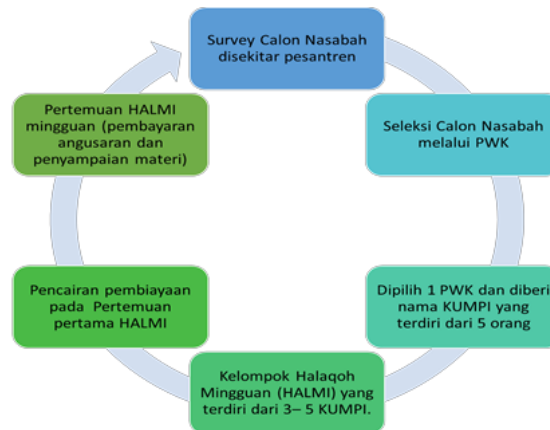 Survey Calon Nasabah
disekitar pesantren
Seleksi Calon Nasabah
melalui PWK
Dipilih 1 PWK dan diberi
nama KUMPI yang
terdiri dari 5 orang
Kelompok Halaqoh
Mingguan (HALMI) yang
terdiri dari 3– 5 KUMPI.
Pencairan pembiayaan
pada Pertemuan
pertama HALMI
Pertemuan HALMI
mingguan (pembayaran
angusaran dan
penyampaian materi)